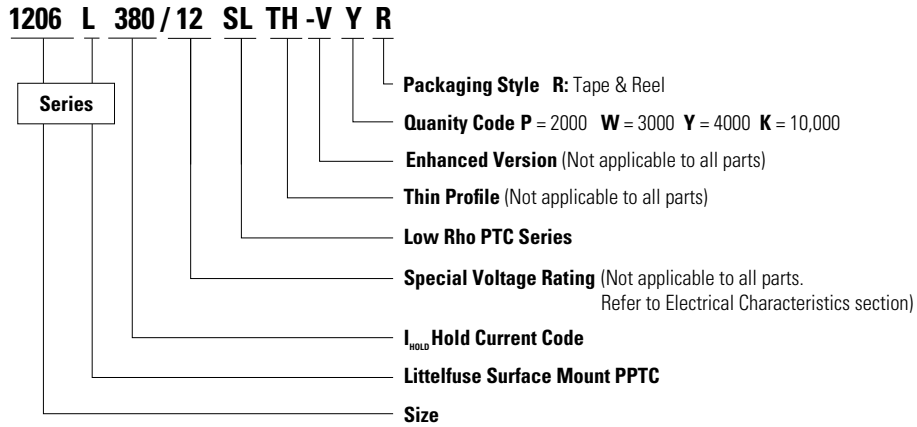 1206 L 380 / 12 SL TH -V Y R
Series
Packaging Style R: Tape & Reel
Quanity Code P = 2000 W = 3000 Y = 4000 K = 10,000
Enhanced Version (Not applicable to all parts)
Thin Profile (Not applicable to all parts)
Low Rho PTC Series
Special Voltage Rating (Not applicable to all parts.
Refer to Electrical Characteristics section)
IHOLD Hold Current Code
Littelfuse Surface Mount PPTC
Size